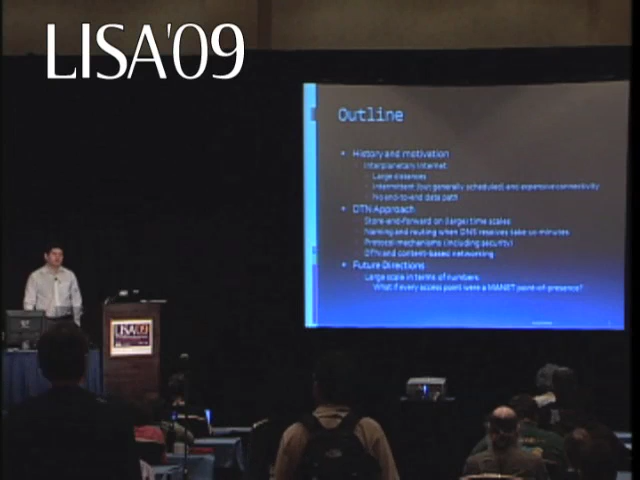 LISA'09
Outline
History and motivation
Interplanetary Internet
Large distances
Intermittent (but generally scheduled) and expensive connectivity
No end-to-end data path
DTN Approach
Store-and-forward on (large) time scales
Naming and routing when DNS resolves take 40 minutes
Protocol mechanisms (including security)
DTN and content-based networking
Future Directions
Large scale in terms of numbers
What if every access point were a MANET point-of-presence?
LISA'09